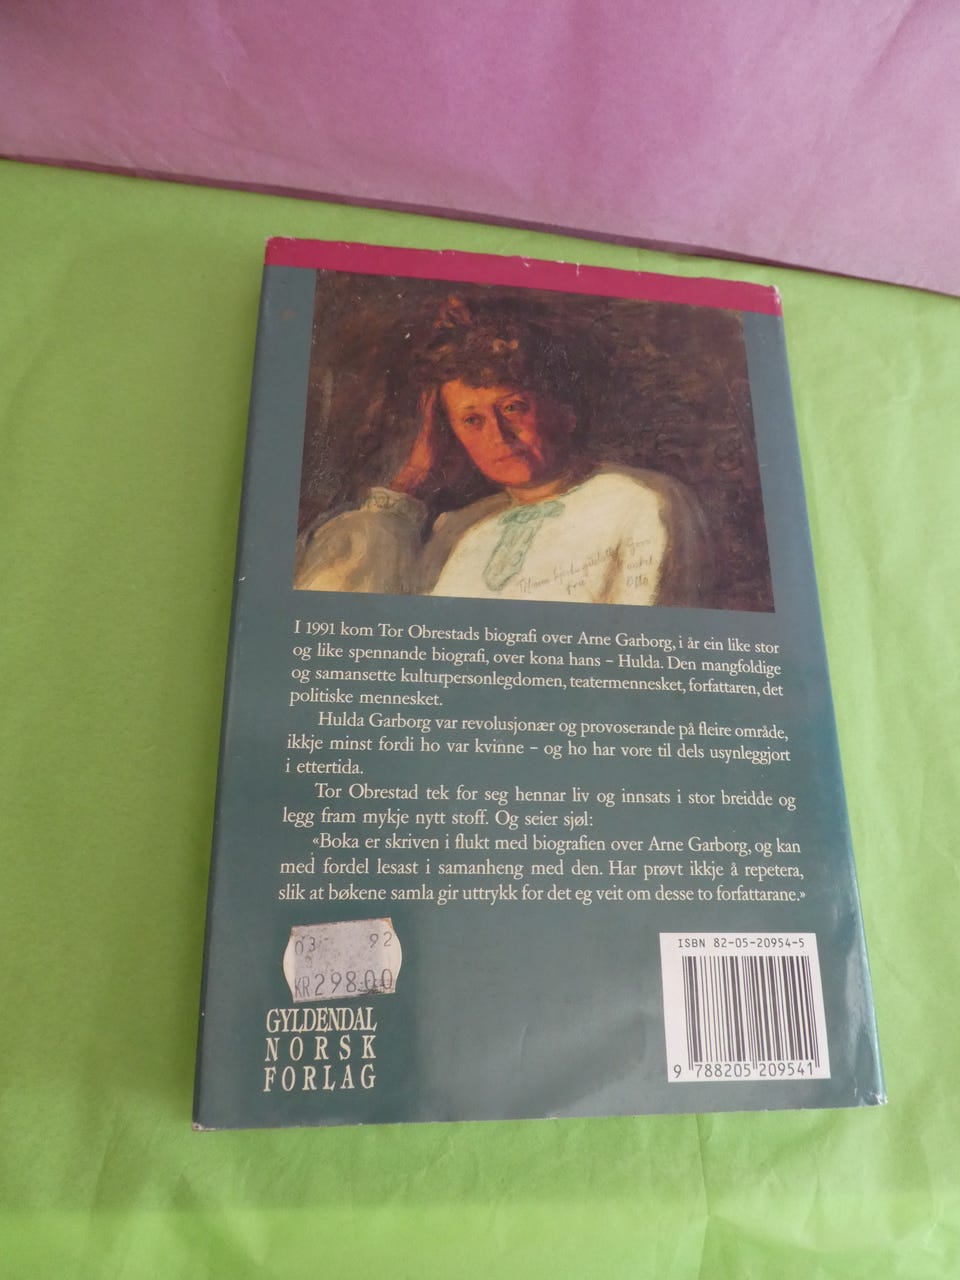 I 1991 kom Tor Obrestads biografi over Arne Garborg, i år ein like stor
og like spennande biografi, over kona hans – Hulda. Den mangfoldige
og samansette kulturpersonlegdomen, teatermennesket, forfattaren, det
politiske mennesket.
Hulda Garborg var revolusjonær og provoserande på fleire område,
ikkje minst fordi ho var kvinne – og ho har vore til dels usynleggjort
i ettertida.
Tor Obrestad tek for seg hennar liv og innsats i stor breidde og
legg fram mykje nytt stoff. Og seier sjøl:
«Boka er skriven i flukt med biografien over Arne Garborg, og kan
med fordel lesast i samanheng med den. Har prøvt ikkje å repetera,
slik at bøkene samla gir uttrykk for det eg veit om desse to forfattarane.»
03 92
KR 298.00
GYLDENDAL
NORSK
FORLAG
ISBN 82-05-20954-5
9 788205 209541